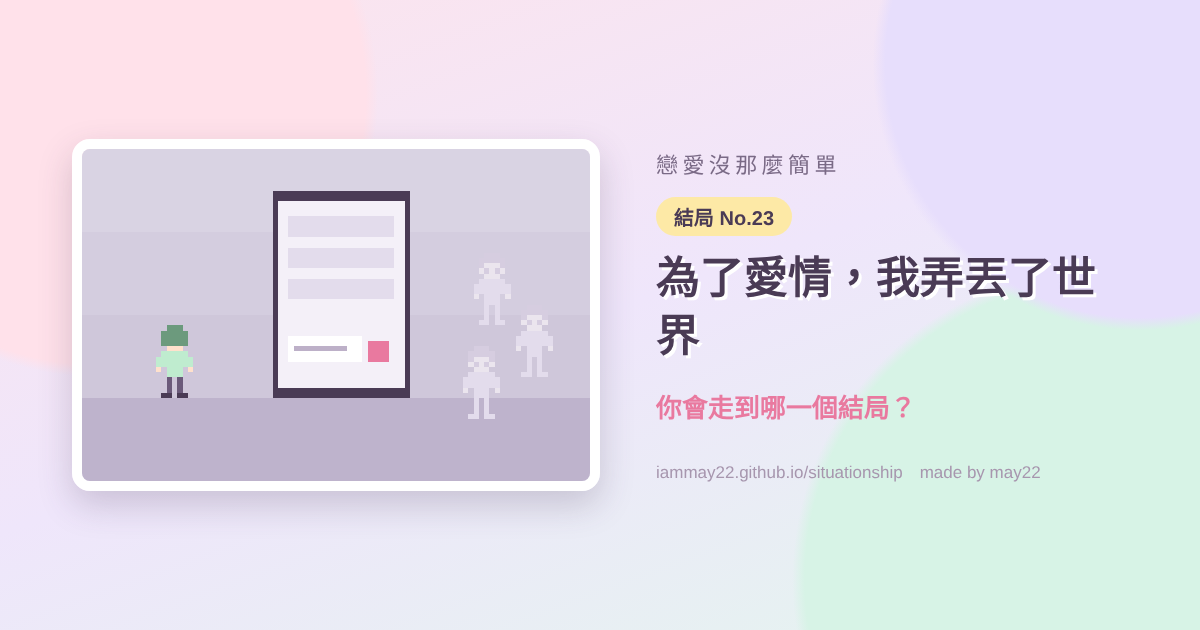 戀愛沒那麼簡單
結局 No.23
為了愛情，我弄丟了世
界
你會走到哪一個結局？
iammay22.github.io/situationship made by may22